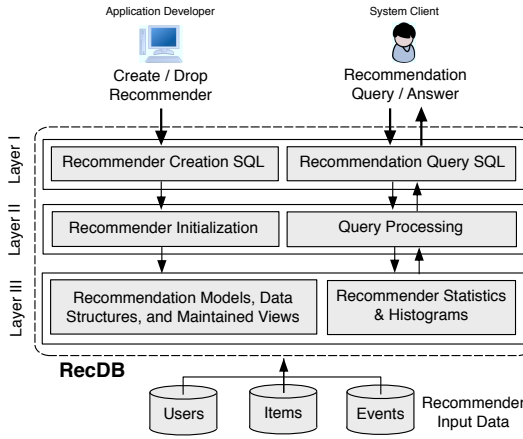 Application Developer
System Client
Create / Drop
Recommender
Recommendation
Query / Answer
Layer I
Recommender Creation SQL
Recommendation Query SQL
Layer II
Recommender Initialization
Query Processing
Layer III
Recommendation Models, Data
Structures, and Maintained Views
Recommender Statistics
& Histograms
RecDB
Users
Items
Events
Recommender
Input Data